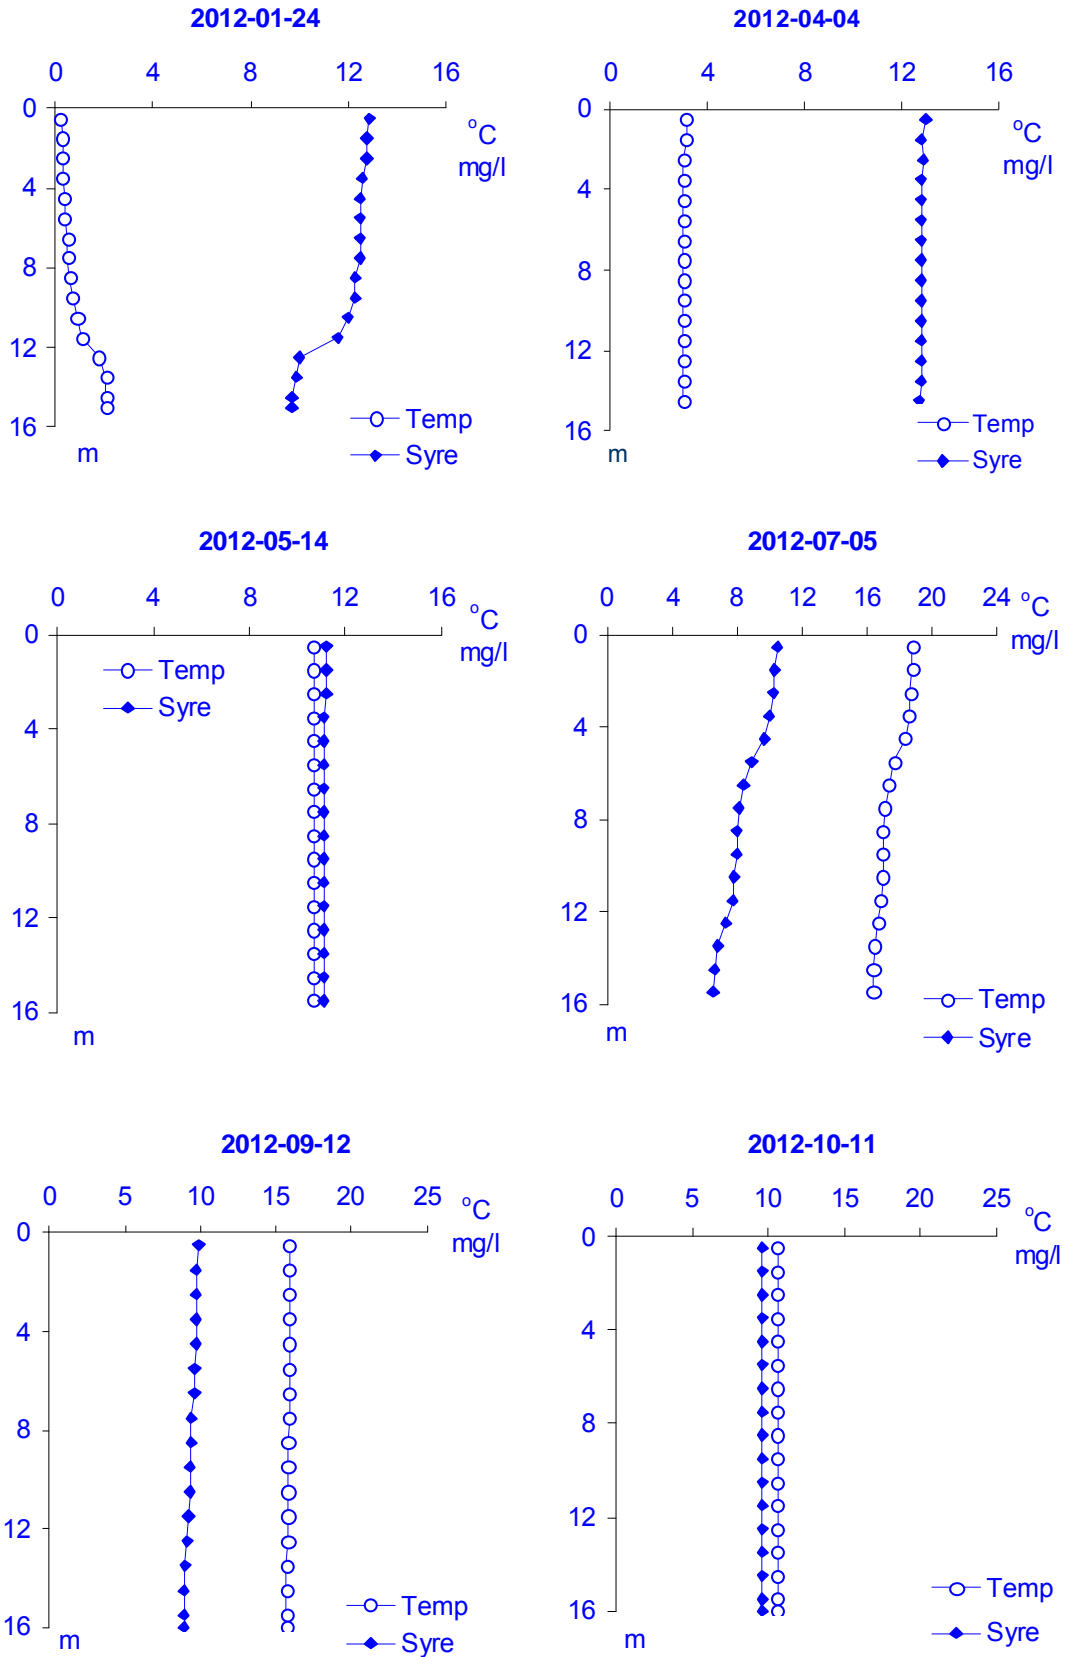 2012-01-24
0 4 8 12 16
0
°C
mg/l
4
8
12
16
m
Temp
Syre
2012-04-04
0 4 8 12 16
0
°C
mg/l
4
8
12
16
m
Temp
Syre
2012-05-14
0 4 8 12 16
°C
0
mg/l
Temp
Syre
4
8
12
16
m
2012-07-05
0 4 8 12 16 20 24
°C
0
mg/l
4
8
12
16
m
Temp
Syre
2012-09-12
0 5 10 15 20 25
°C
0
mg/l
4
8
12
16
m
Temp
Syre
2012-10-11
0 5 10 15 20 25
°C
0
mg/l
4
8
12
16
m
Temp
Syre